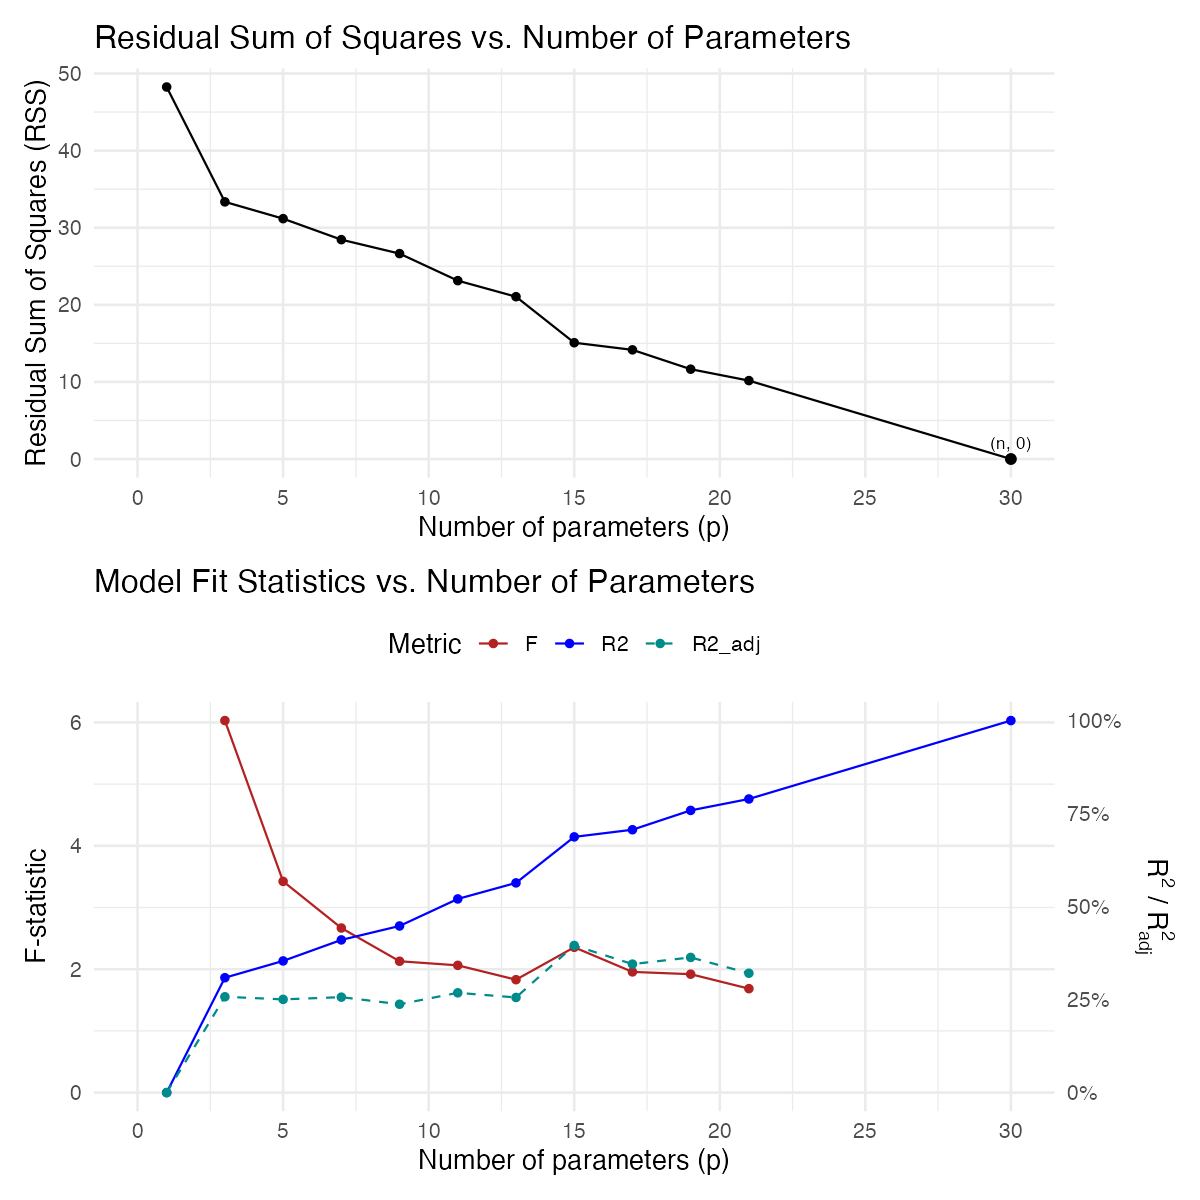 Residual Sum of Squares vs. Number of Parameters
Residual Sum of Squares (RSS)
50
40
30
20
10
0
(n, 0)
0 5 10 15 20 25 30
Number of parameters (p)
Model Fit Statistics vs. Number of Parameters
Metric F R2 R2_adj
F-statistic
6
4
2
0
100%
75%
50%
25%
0%
R² / R²adj
0 5 10 15 20 25 30
Number of parameters (p)